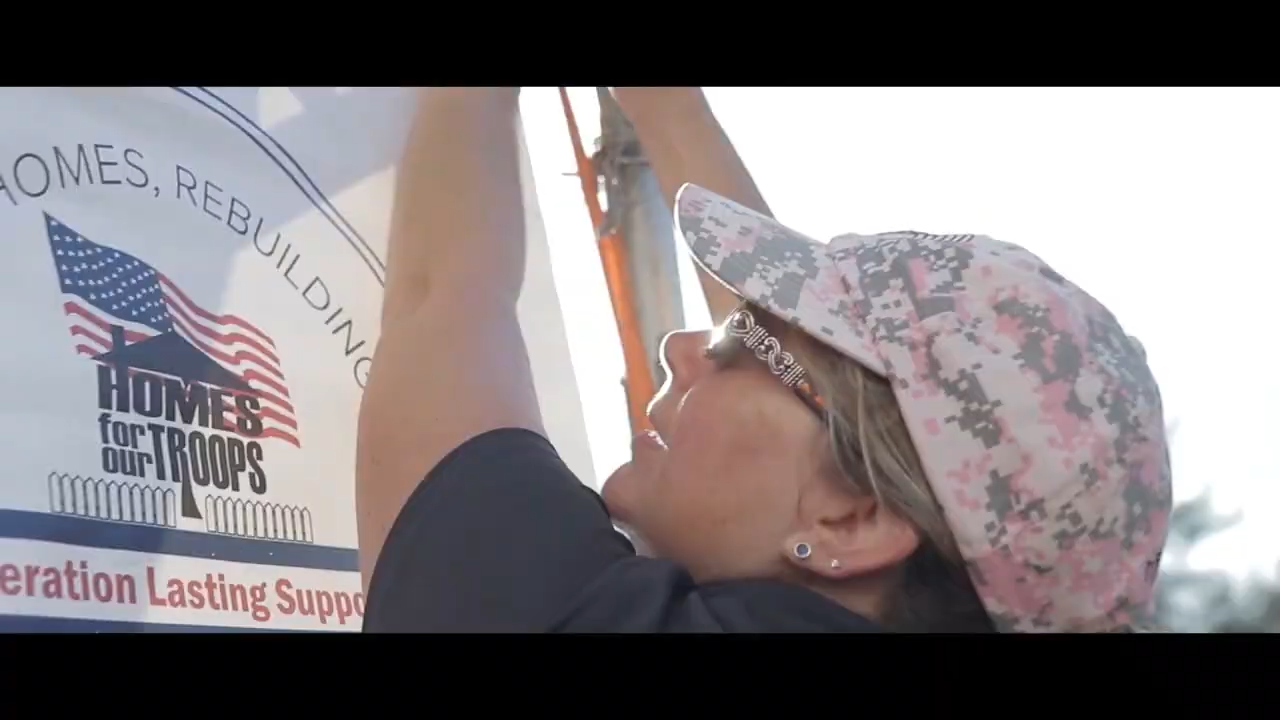 HOMES, REBUILDING
HOMES
for
our TROOPS
eration Lasting Suppo